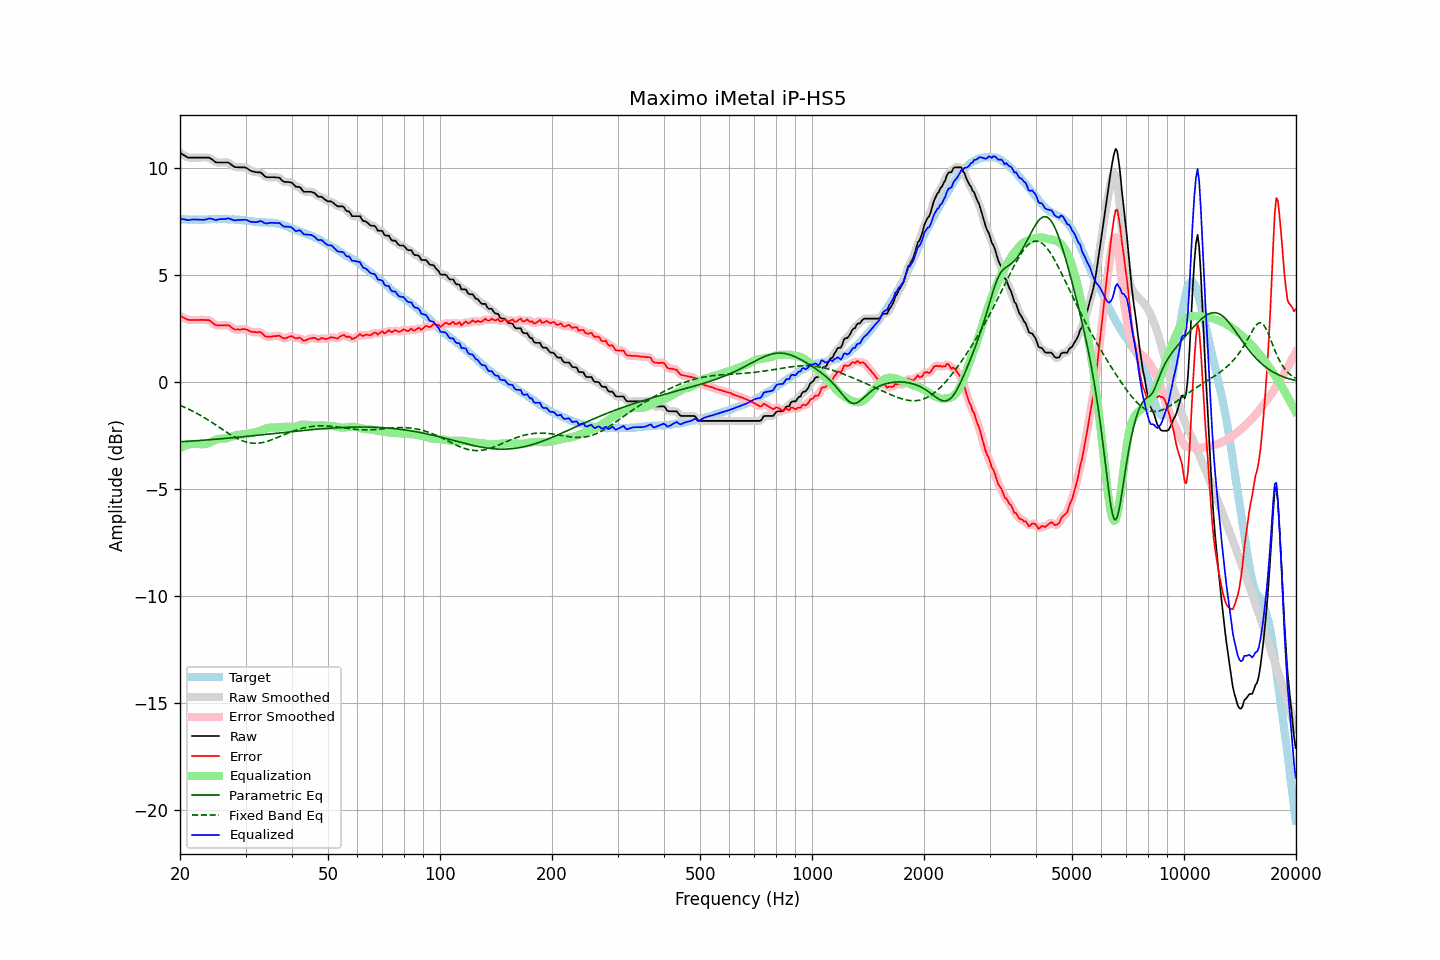 Maximo iMetal iP-HS5
Amplitude (dBr)
10
5
0
−5
−10
−15
−20
Target
Raw Smoothed
Error Smoothed
Raw
Error
Equalization
Parametric Eq
Fixed Band Eq
Equalized
20 50 100 200 500 1000 2000 5000 10000 20000
Frequency (Hz)